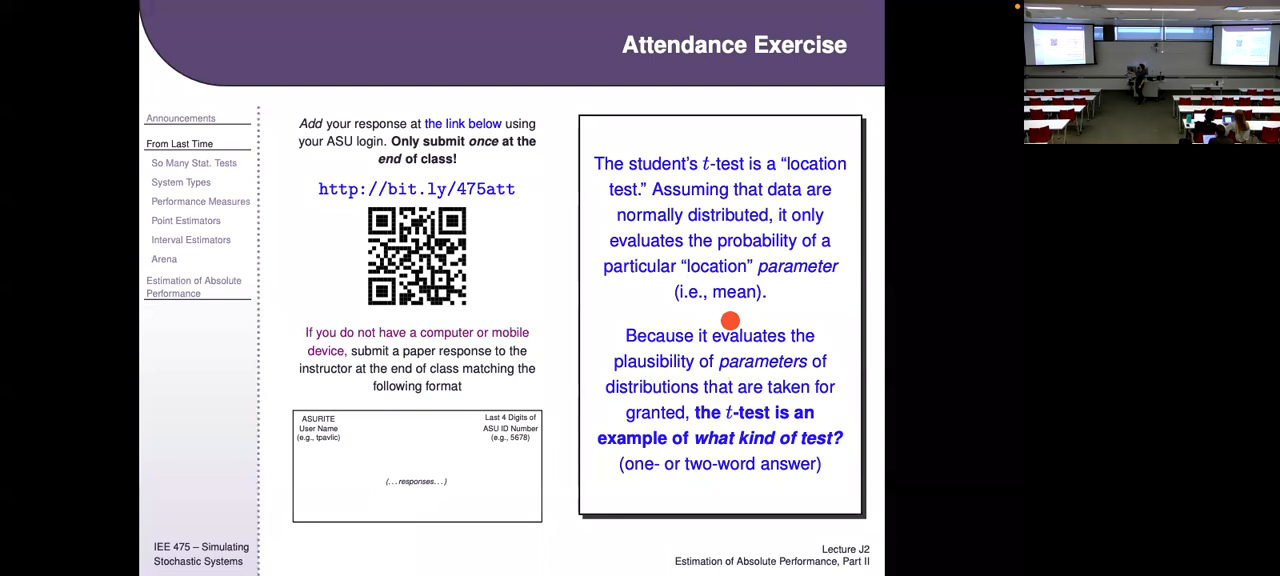 Attendance Exercise
Announcements
From Last Time
So Many Stat. Tests
System Types
Performance Measures
Point Estimators
Interval Estimators
Arena
Estimation of Absolute
Performance
Add your response at the link below using
your ASU login. Only submit once at the
end of class!
http://bit.ly/475att
If you do not have a computer or mobile
device, submit a paper response to the
instructor at the end of class matching the
following format
ASURITE
User Name
(e.g., tpavlic)
Last 4 Digits of
ASU ID Number
(e.g., 5678)
(...responses...)
The student's t-test is a “location
test.” Assuming that data are
normally distributed, it only
evaluates the probability of a
particular “location” parameter
(i.e., mean).
Because it evaluates the
plausibility of parameters of
distributions that are taken for
granted, the t-test is an
example of what kind of test?
(one- or two-word answer)
IEE 475 – Simulating
Stochastic Systems
Lecture J2
Estimation of Absolute Performance, Part II